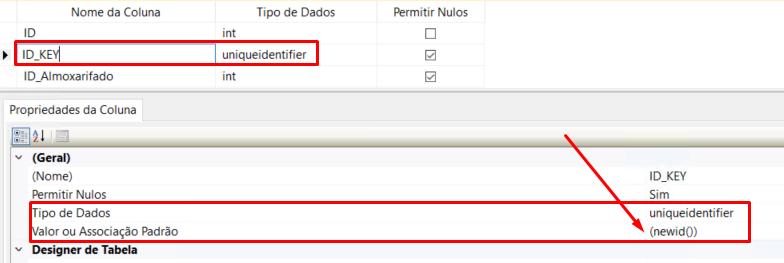 Nome da Coluna Tipo de Dados Permitir Nulos
ID int
ID_KEY uniqueidentifier
ID_Almoxarifado int
Propriedades da Coluna
(Geral)
(Nome) ID_KEY
Permitir Nulos Sim
Tipo de Dados uniqueidentifier
Valor ou Associação Padrão (newid())
Designer de Tabela